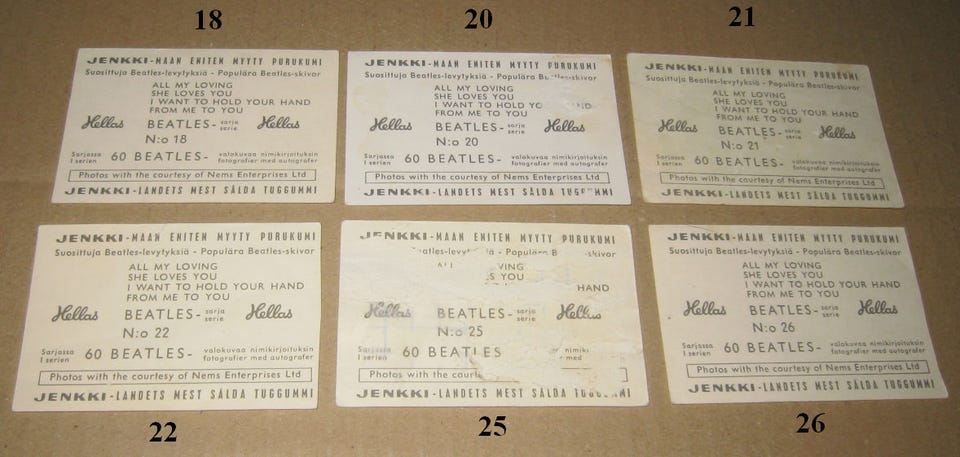 18
20
21
JENKKI-MAAN ENITEN MYYTY PURUKUMI
Suosittuja Beatles-levytyksiä - Populära Beatles-skivor
ALL MY LOVING
SHE LOVES YOU
I WANT TO HOLD YOUR HAND
FROM ME TO YOU
Hellas BEATLES- sarja serie Hellas
N:o 18
Sarjassa I serien 60 BEATLES- valokuvaa nimikirjoituksin fotografier med autografer
Photos with the courtesy of Nems Enterprises Ltd
JENKKI-LANDETS MEST SÅLDA TUGGUMMI
JENKKI-MAAN ENITEN MYYTY PURUKUMI
Suosittuja Beatles-levytyksiä - Populära -skivor
ALL MY LOVING
SHE LOVES YOU
I WANT TO HOLD HAND
FROM ME TO YOU
Hellas BEATLES- sarja serie Hellas
N:o 20
Sarjassa I serien 60 BEATLES- valokuvaa nimikirjoituksin fotografier med autografer
Photos with the courtesy of Nems Enterprises Ltd
JENKKI-LANDETS MEST SÅLDA
JENKKI-MAAN ENITEN MYYTY PURUKUMI
Suosittuja Beatles-levytyksiä - Populära Beatles-skivor
ALL MY LOVING
SHE LOVES YOU
I WANT TO HOLD YOUR HAND
FROM ME TO YOU
Hellas BEATLES- sarja serie Hellas
N:o 21
Sarjassa I serien 60 BEATLES- valokuvaa nimikirjoituksin fotografier med autografer
Photos with the courtesy of Nems Enterprises Ltd
JENKKI-LANDETS MEST SÅLDA TUGGUMMI
JENKKI-MAAN ENITEN MYYTY PURUKUMI
Suosittuja Beatles-levytyksiä - Populära Beatles-skivor
ALL MY LOVING
SHE LOVES YOU
I WANT TO HOLD YOUR HAND
FROM ME TO YOU
Hellas BEATLES- sarja serie Hellas
N:o 22
Sarjassa I serien 60 BEATLES- valokuvaa nimikirjoituksin fotografier med autografer
Photos with the courtesy of Nems Enterprises Ltd
JENKKI-LANDETS MEST SÅLDA TUGGUMMI
JENKKI-MAAN ENITEN MYYTY PURUKUMI
Populära
ALL
YOU
HAND
Hellas BEATLES- sarja serie Hellas
N:o 25
Sarjassa I serien 60 BEATLES
Photos with the
JENKKI-LANDETS MEST SÅLDA
JENKKI-MAAN ENITEN MYYTY PURUKUMI
Suosittuja Beatles-levytyksiä - Populära Beatles-skivor
ALL MY LOVING
SHE LOVES YOU
I WANT TO HOLD YOUR HAND
FROM ME TO YOU
Hellas BEATLES- sarja serie Hellas
N:o 26
Sarjassa I serien 60 BEATLES- valokuvaa nimikirjoituksin fotografier med autografer
Photos with the courtesy of Nems Enterprises Ltd
JENKKI-LANDETS MEST SÅLDA TUGGUMMI
22
25
26